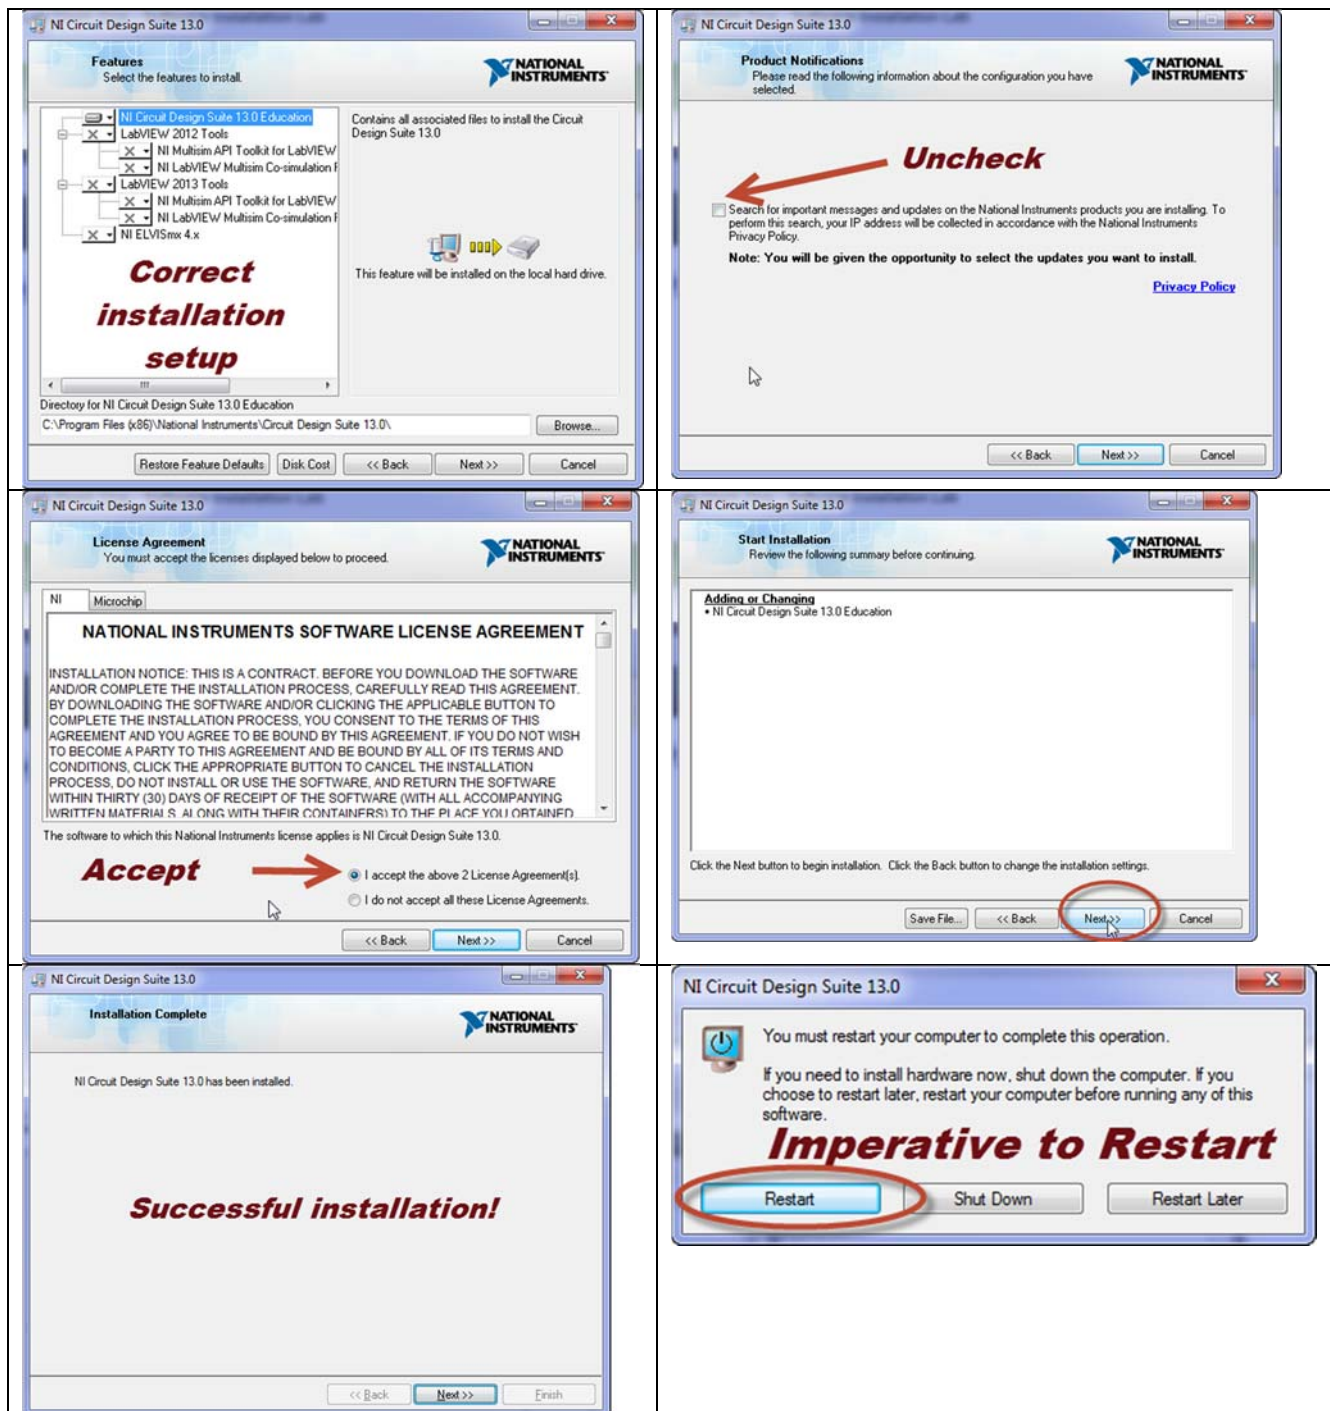 NI Circuit Design Suite 13.0
Features
Select the features to install.
NATIONAL
INSTRUMENTS
NI Circuit Design Suite 13.0 Education
LabVIEW 2012 Tools
NI Multisim API Toolkit for LabVIEW
NI LabVIEW Multisim Co-simulation
LabVIEW 2013 Tools
NI Multisim API Toolkit for LabVIEW
NI LabVIEW Multisim Co-simulation
NI ELVISmx 4.x
Contains all associated files to install the Circuit
Design Suite 13.0
This feature will be installed on the local hard drive.
Correct
installation
setup
Directory for NI Circuit Design Suite 13.0 Education
C:\Program Files (x86)\National Instruments\Circuit Design Suite 13.0\
Browse...
Restore Feature Defaults Disk Cost << Back Next >> Cancel
NI Circuit Design Suite 13.0
Product Notifications
Please read the following information about the configuration you have
selected.
NATIONAL
INSTRUMENTS
Uncheck
Search for important messages and updates on the National Instruments products you are installing. To
perform this search, your IP address will be collected in accordance with the National Instruments
Privacy Policy.
Note: You will be given the opportunity to select the updates you want to install.
Privacy Policy
<< Back Next >> Cancel
NI Circuit Design Suite 13.0
License Agreement
You must accept the licenses displayed below to proceed.
NATIONAL
INSTRUMENTS
NI Microchip
NATIONAL INSTRUMENTS SOFTWARE LICENSE AGREEMENT
INSTALLATION NOTICE: THIS IS A CONTRACT. BEFORE YOU DOWNLOAD THE SOFTWARE
AND/OR COMPLETE THE INSTALLATION PROCESS, CAREFULLY READ THIS AGREEMENT.
BY DOWNLOADING THE SOFTWARE AND/OR CLICKING THE APPLICABLE BUTTON TO
COMPLETE THE INSTALLATION PROCESS, YOU CONSENT TO THE TERMS OF THIS
AGREEMENT AND YOU AGREE TO BE BOUND BY THIS AGREEMENT. IF YOU DO NOT WISH
TO BECOME A PARTY TO THIS AGREEMENT AND BE BOUND BY ALL OF ITS TERMS AND
CONDITIONS, CLICK THE APPROPRIATE BUTTON TO CANCEL THE INSTALLATION
PROCESS, DO NOT INSTALL OR USE THE SOFTWARE, AND RETURN THE SOFTWARE
WITHIN THIRTY (30) DAYS OF RECEIPT OF THE SOFTWARE (WITH ALL ACCOMPANYING
WRITTEN MATERIALS, ALONG WITH THEIR CONTAINERS) TO THE PLACE YOU OBTAINED
The software to which this National Instruments license applies is NI Circuit Design Suite 13.0.
Accept
I accept the above 2 License Agreement(s).
I do not accept all these License Agreements.
<< Back Next >> Cancel
NI Circuit Design Suite 13.0
Start Installation
Review the following summary before continuing.
NATIONAL
INSTRUMENTS
Adding or Changing
• NI Circuit Design Suite 13.0 Education
Click the Next button to begin installation. Click the Back button to change the installation settings.
Save File... << Back Next >> Cancel
NI Circuit Design Suite 13.0
Installation Complete
NATIONAL
INSTRUMENTS
NI Circuit Design Suite 13.0 has been installed.
Successful installation!
<< Back Next >> Finish
NI Circuit Design Suite 13.0
You must restart your computer to complete this operation.
If you need to install hardware now, shut down the computer. If you
choose to restart later, restart your computer before running any of this
software.
Imperative to Restart
Restart Shut Down Restart Later